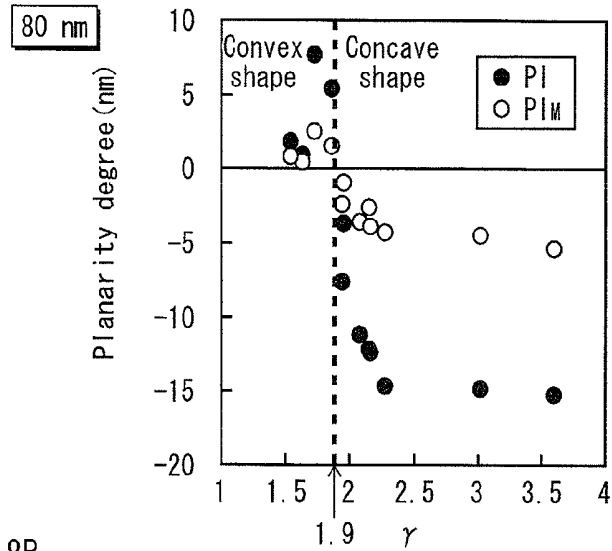 80 nm
Planarity degree(nm)
10
5
0
-5
-10
-15
-20
Convex shape
Concave shape
PI
PIM
1 1.5 2 2.5 3 3.5 4
1.9 γ